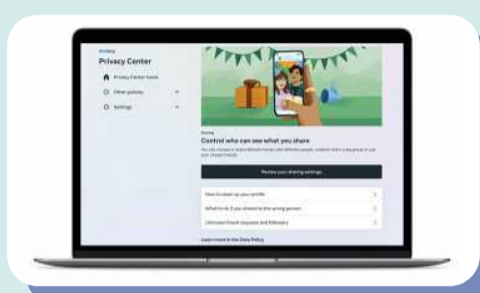 Privacy Center
Privacy Center home
Other policies
Settings
Sharing
Control who can see what you share
Review your sharing settings
How to clean up your profile
What to do if you shared to the wrong person
Unknown friend requests and followers
Learn more in the Data Policy